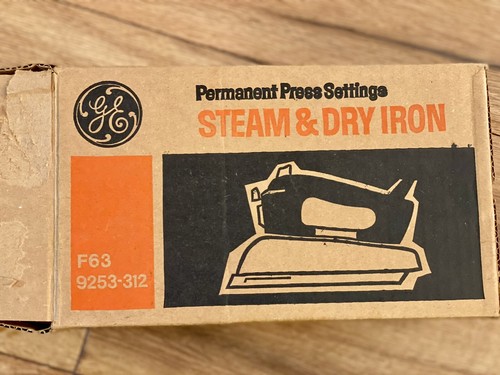 GE
Permanent Press Settings
STEAM & DRY IRON
F63
9253-312